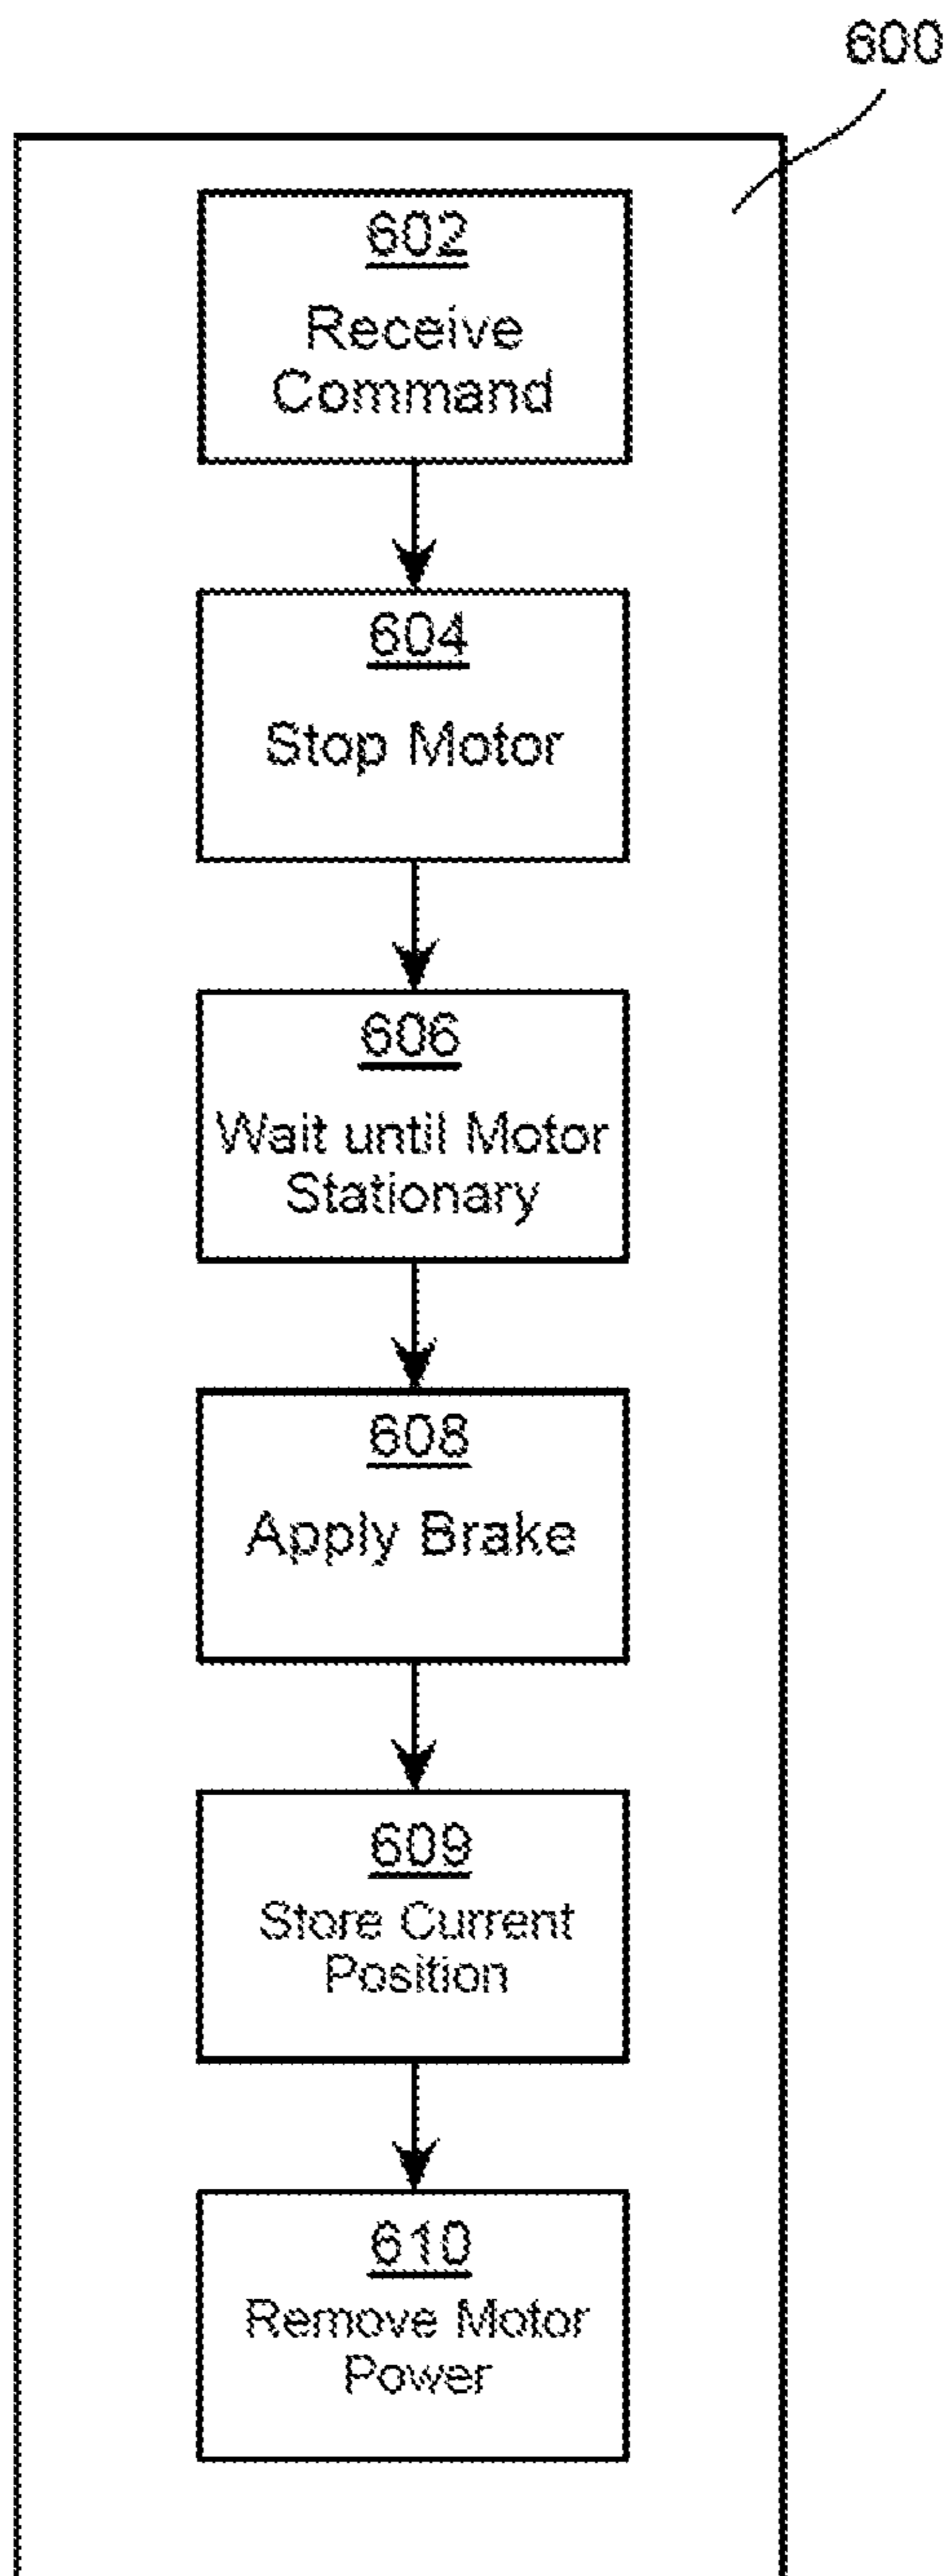 600
602
Receive
Command
604
Stop Motor
606
Wait until Motor
Stationary
608
Apply Brake
609
Store Current
Position
610
Remove Motor
Power